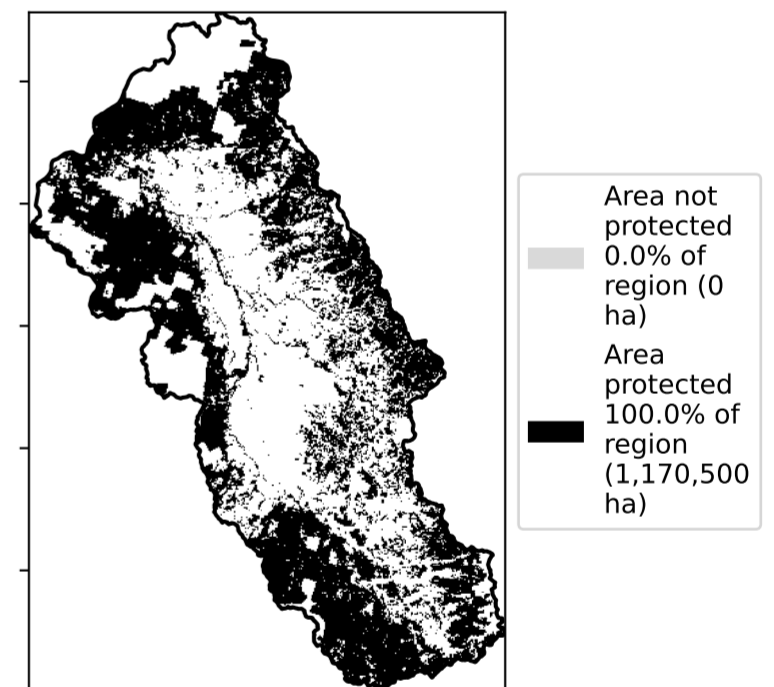 Area not
protected
0.0% of
region (0
ha)
Area
protected
100.0% of
region
(1,170,500
ha)